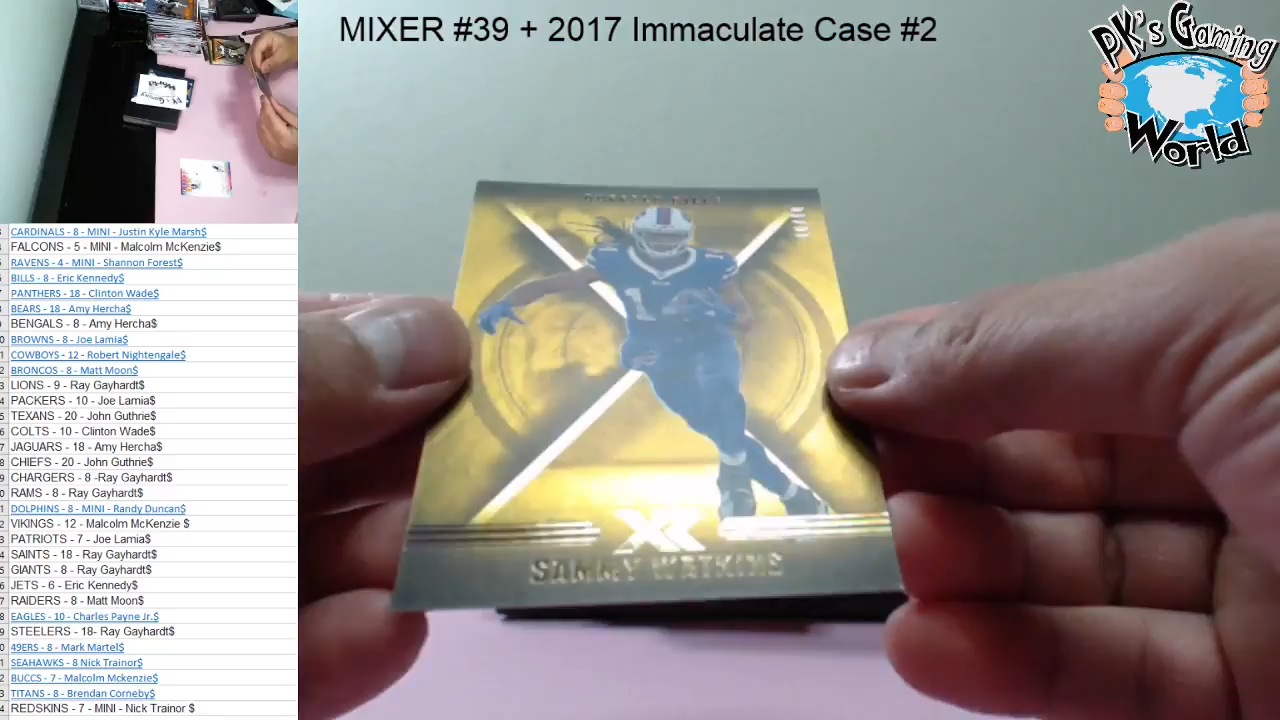 MIXER #39 + 2017 Immaculate Case #2
PK's Gaming
World
CARDINALS - 8 - MINI - Justin Kyle Marsh$
FALCONS - 5 - MINI - Malcolm McKenzie$
RAVENS - 4 - MINI - Shannon Forest$
BILLS - 8 - Eric Kennedy$
PANTHERS - 18 - Clinton Wade$
BEARS - 18 - Amy Hercha$
BENGALS - 8 - Amy Hercha$
BROWNS - 8 - Joe Lamia$
COWBOYS - 12 - Robert Nightengale$
BRONCOS - 8 - Matt Moon$
LIONS - 9 - Ray Gayhardt$
PACKERS - 10 - Joe Lamia$
TEXANS - 20 - John Guthrie$
COLTS - 10 - Clinton Wade$
JAGUARS - 18 - Amy Hercha$
CHIEFS - 20 - John Guthrie$
CHARGERS - 8 -Ray Gayhardt$
RAMS - 8 - Ray Gayhardt$
DOLPHINS - 8 - MINI - Randy Duncan$
VIKINGS - 12 - Malcolm McKenzie $
PATRIOTS - 7 - Joe Lamia$
SAINTS - 18 - Ray Gayhardt$
GIANTS - 8 - Ray Gayhardt$
JETS - 6 - Eric Kennedy$
RAIDERS - 8 - Matt Moon$
EAGLES - 10 - Charles Payne Jr.$
STEELERS - 18- Ray Gayhardt$
49ERS - 8 - Mark Martel$
SEAHAWKS - 8 Nick Trainor$
BUCCS - 7 - Malcolm Mckenzie$
TITANS - 8 - Brendan Corneby$
REDSKINS - 7 - MINI - Nick Trainor $
14
XR
SAMMY WATKINS